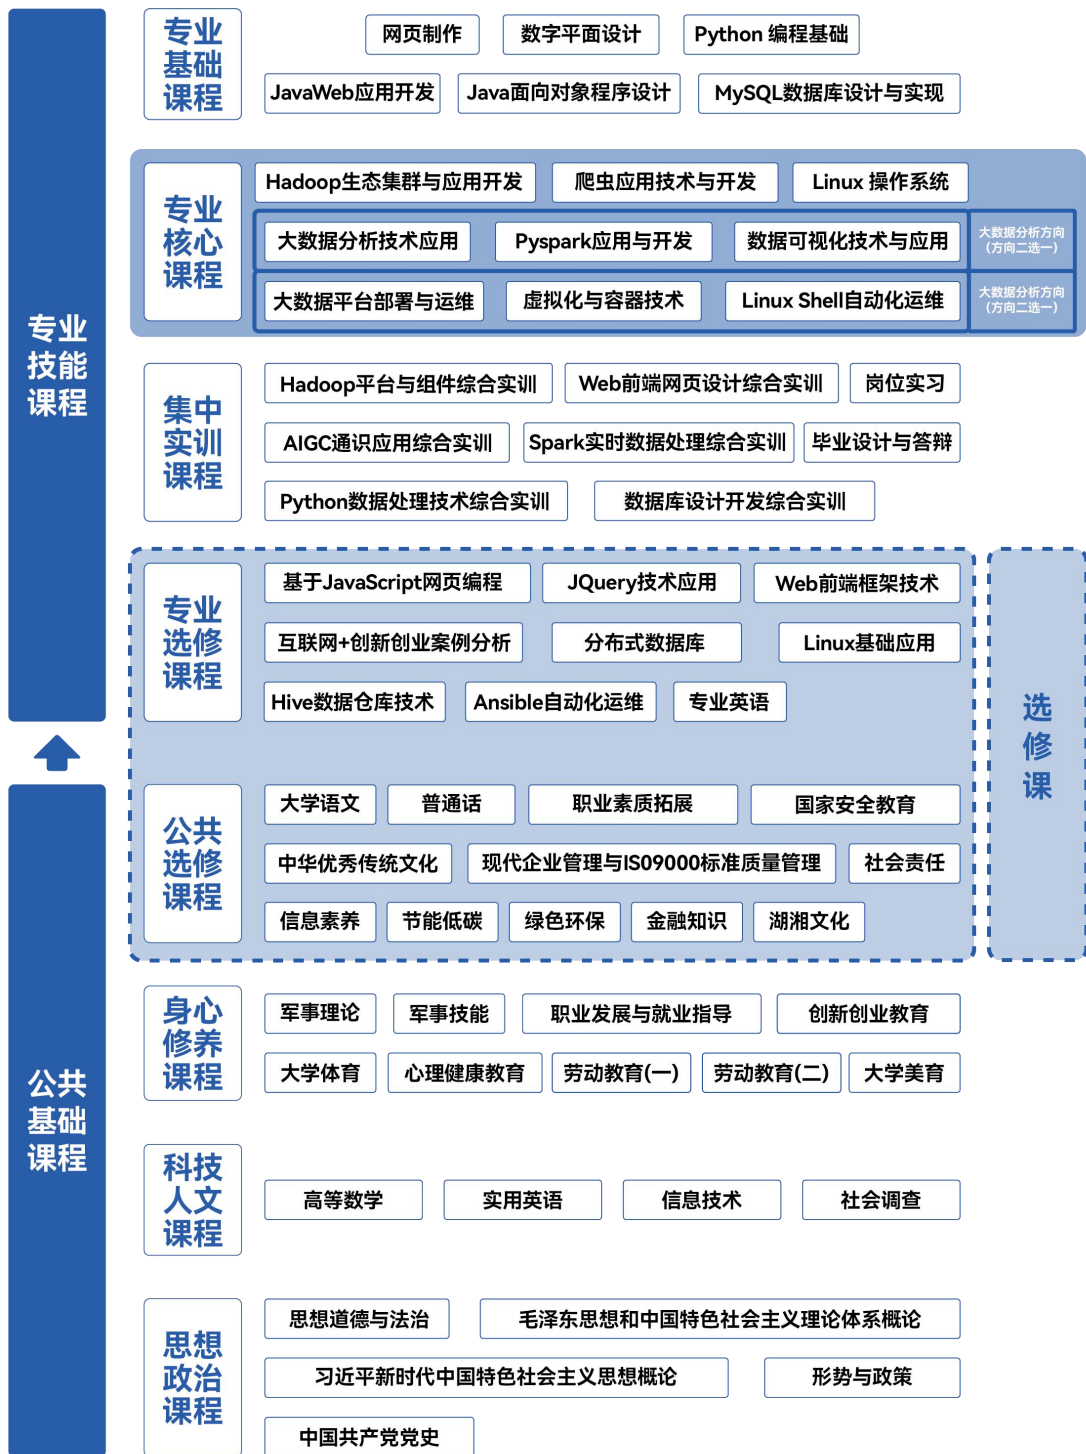 专业
技能
课程
专业
基础
课程
网页制作 数字平面设计 Python 编程基础
JavaWeb应用开发 Java面向对象程序设计 MySQL数据库设计与实现
专业
核心
课程
Hadoop生态集群与应用开发 爬虫应用技术与开发 Linux 操作系统
大数据分析技术应用 Pyspark应用与开发 数据可视化技术与应用
大数据分析方向
(方向二选一)
大数据平台部署与运维 虚拟化与容器技术 Linux Shell自动化运维
大数据分析方向
(方向二选一)
集中
实训
课程
Hadoop平台与组件综合实训 Web前端网页设计综合实训 岗位实习
AIGC通识应用综合实训 Spark实时数据处理综合实训 毕业设计与答辩
Python数据处理技术综合实训 数据库设计开发综合实训
专业
选修
课程
基于JavaScript网页编程 JQuery技术应用 Web前端框架技术
互联网+创新创业案例分析 分布式数据库 Linux基础应用
Hive数据仓库技术 Ansible自动化运维 专业英语
选
修
课
公共
基础
课程
公共
选修
课程
大学语文 普通话 职业素质拓展 国家安全教育
中华优秀传统文化 现代企业管理与IS09000标准质量管理 社会责任
信息素养 节能低碳 绿色环保 金融知识 湖湘文化
身心
修养
课程
军事理论 军事技能 职业发展与就业指导 创新创业教育
大学体育 心理健康教育 劳动教育(一) 劳动教育(二) 大学美育
科技
人文
课程
高等数学 实用英语 信息技术 社会调查
思想
政治
课程
思想道德与法治 毛泽东思想和中国特色社会主义理论体系概论
习近平新时代中国特色社会主义思想概论 形势与政策
中国共产党党史